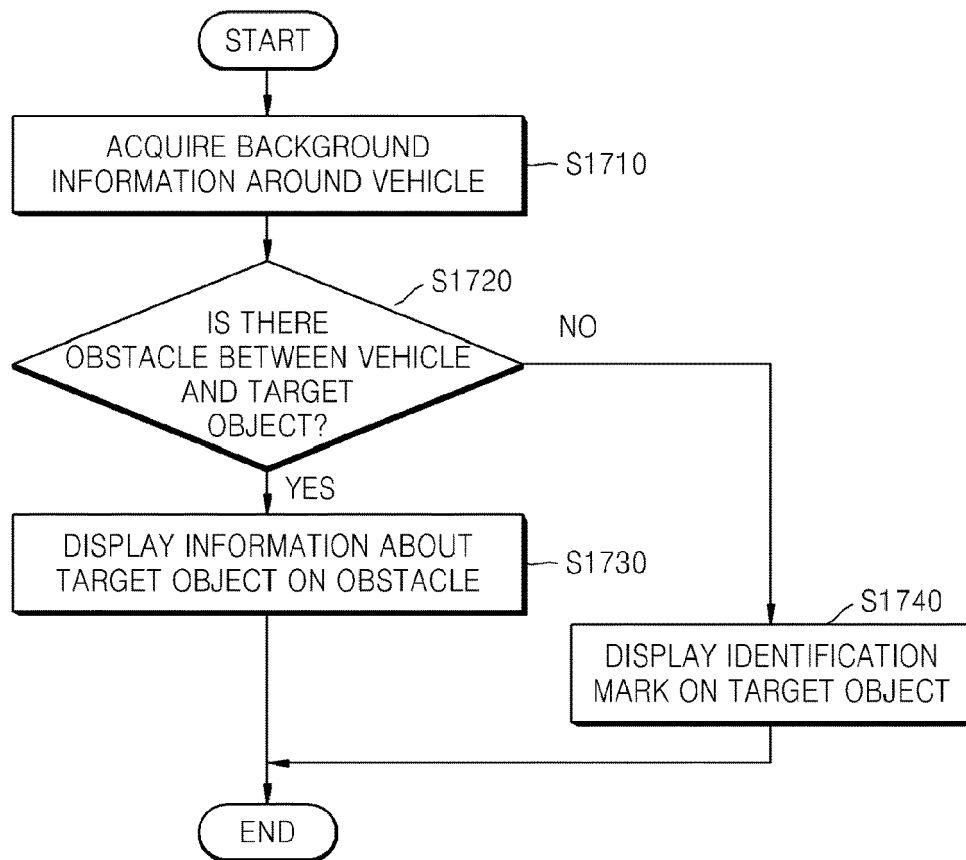 START
ACQUIRE BACKGROUND
INFORMATION AROUND VEHICLE
S1710
S1720
IS THERE
OBSTACLE BETWEEN VEHICLE
AND TARGET
OBJECT?
NO
YES
DISPLAY INFORMATION ABOUT
TARGET OBJECT ON OBSTACLE
S1730
S1740
DISPLAY IDENTIFICATION
MARK ON TARGET OBJECT
END